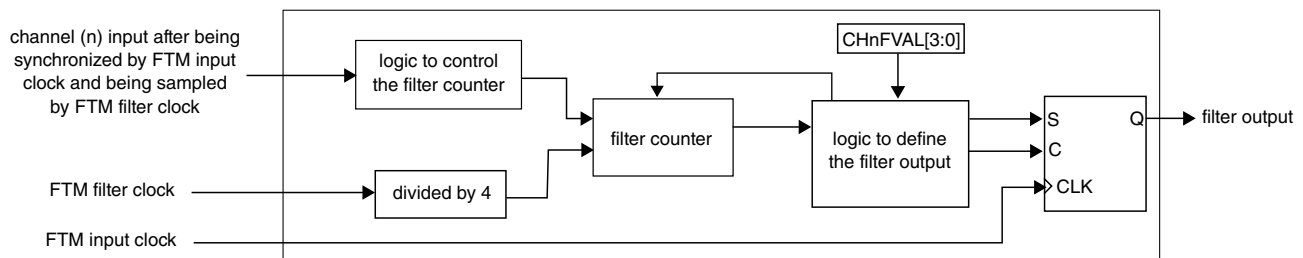 channel (n) input after being
synchronized by FTM input
clock and being sampled
by FTM filter clock
logic to control
the filter counter
CHnFVAL[3:0]
filter counter
logic to define
the filter output
S
Q
C
CLK
filter output
FTM filter clock
divided by 4
FTM input clock